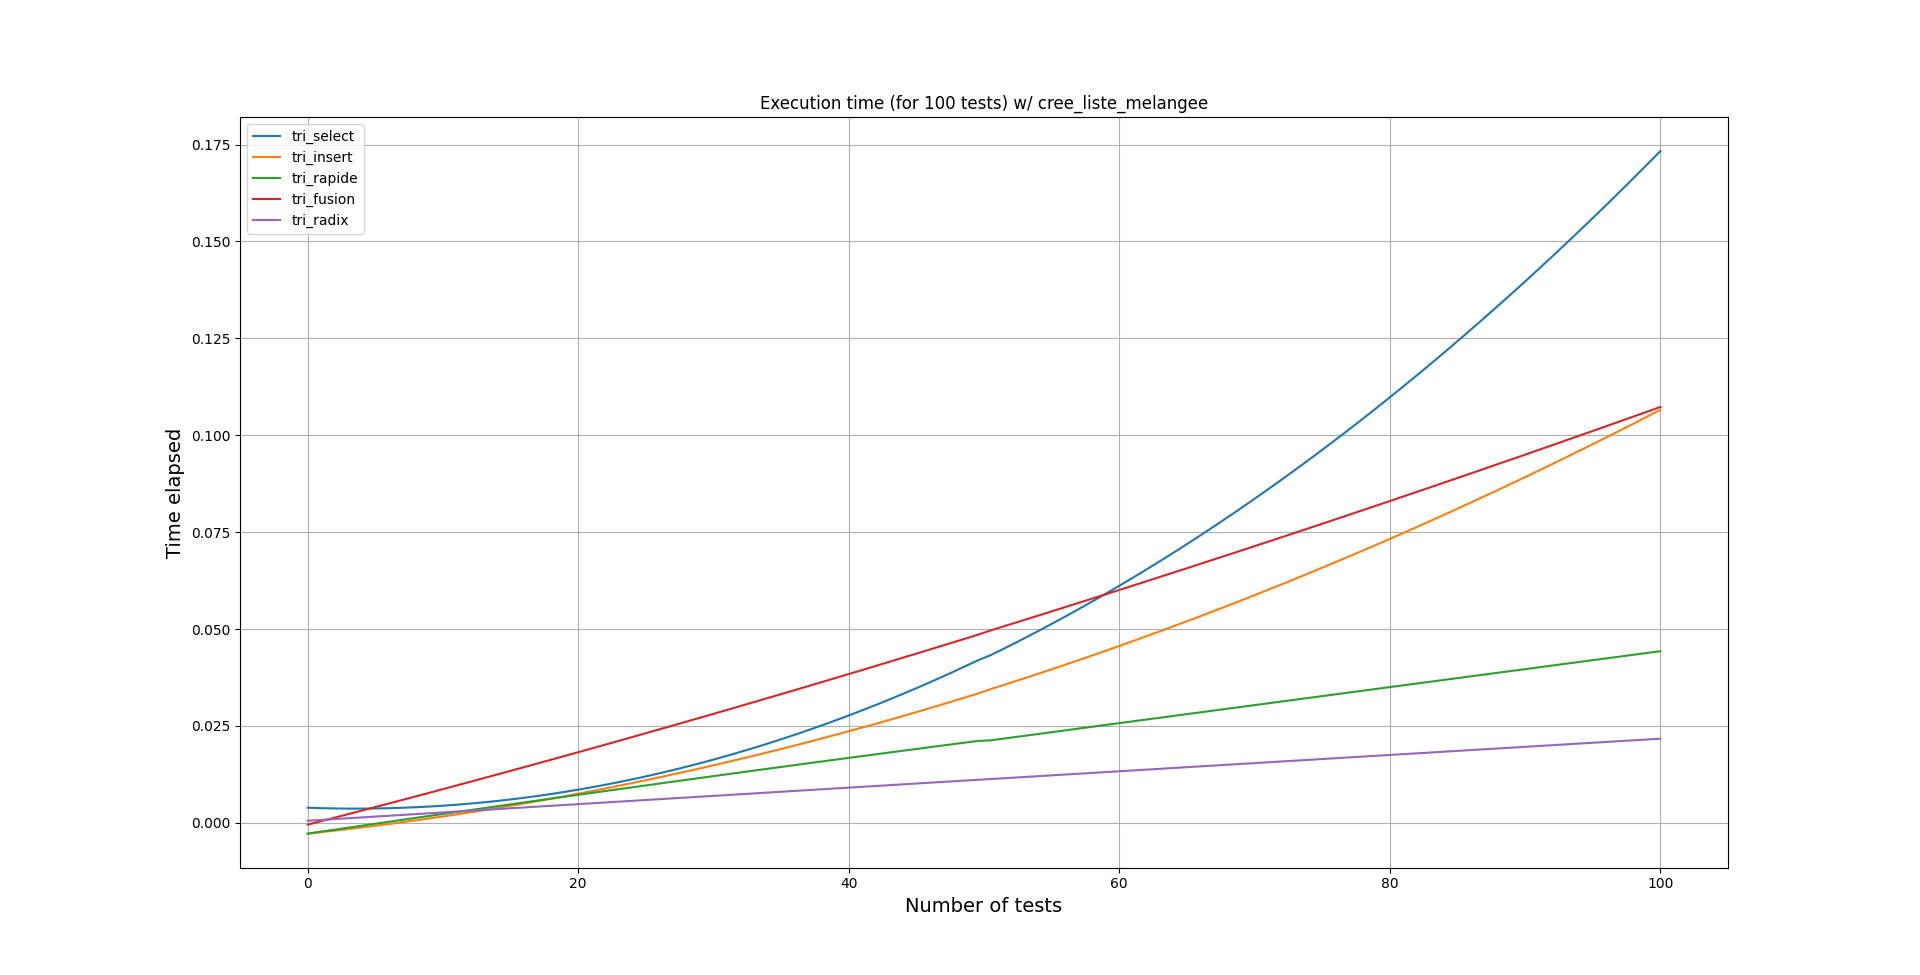 Execution time (for 100 tests) w/ cree_liste_melangee
tri_select
tri_insert
tri_rapide
tri_fusion
tri_radix
0.175
0.150
0.125
0.100
0.075
0.050
0.025
0.000
Time elapsed
0 20 40 60 80 100
Number of tests